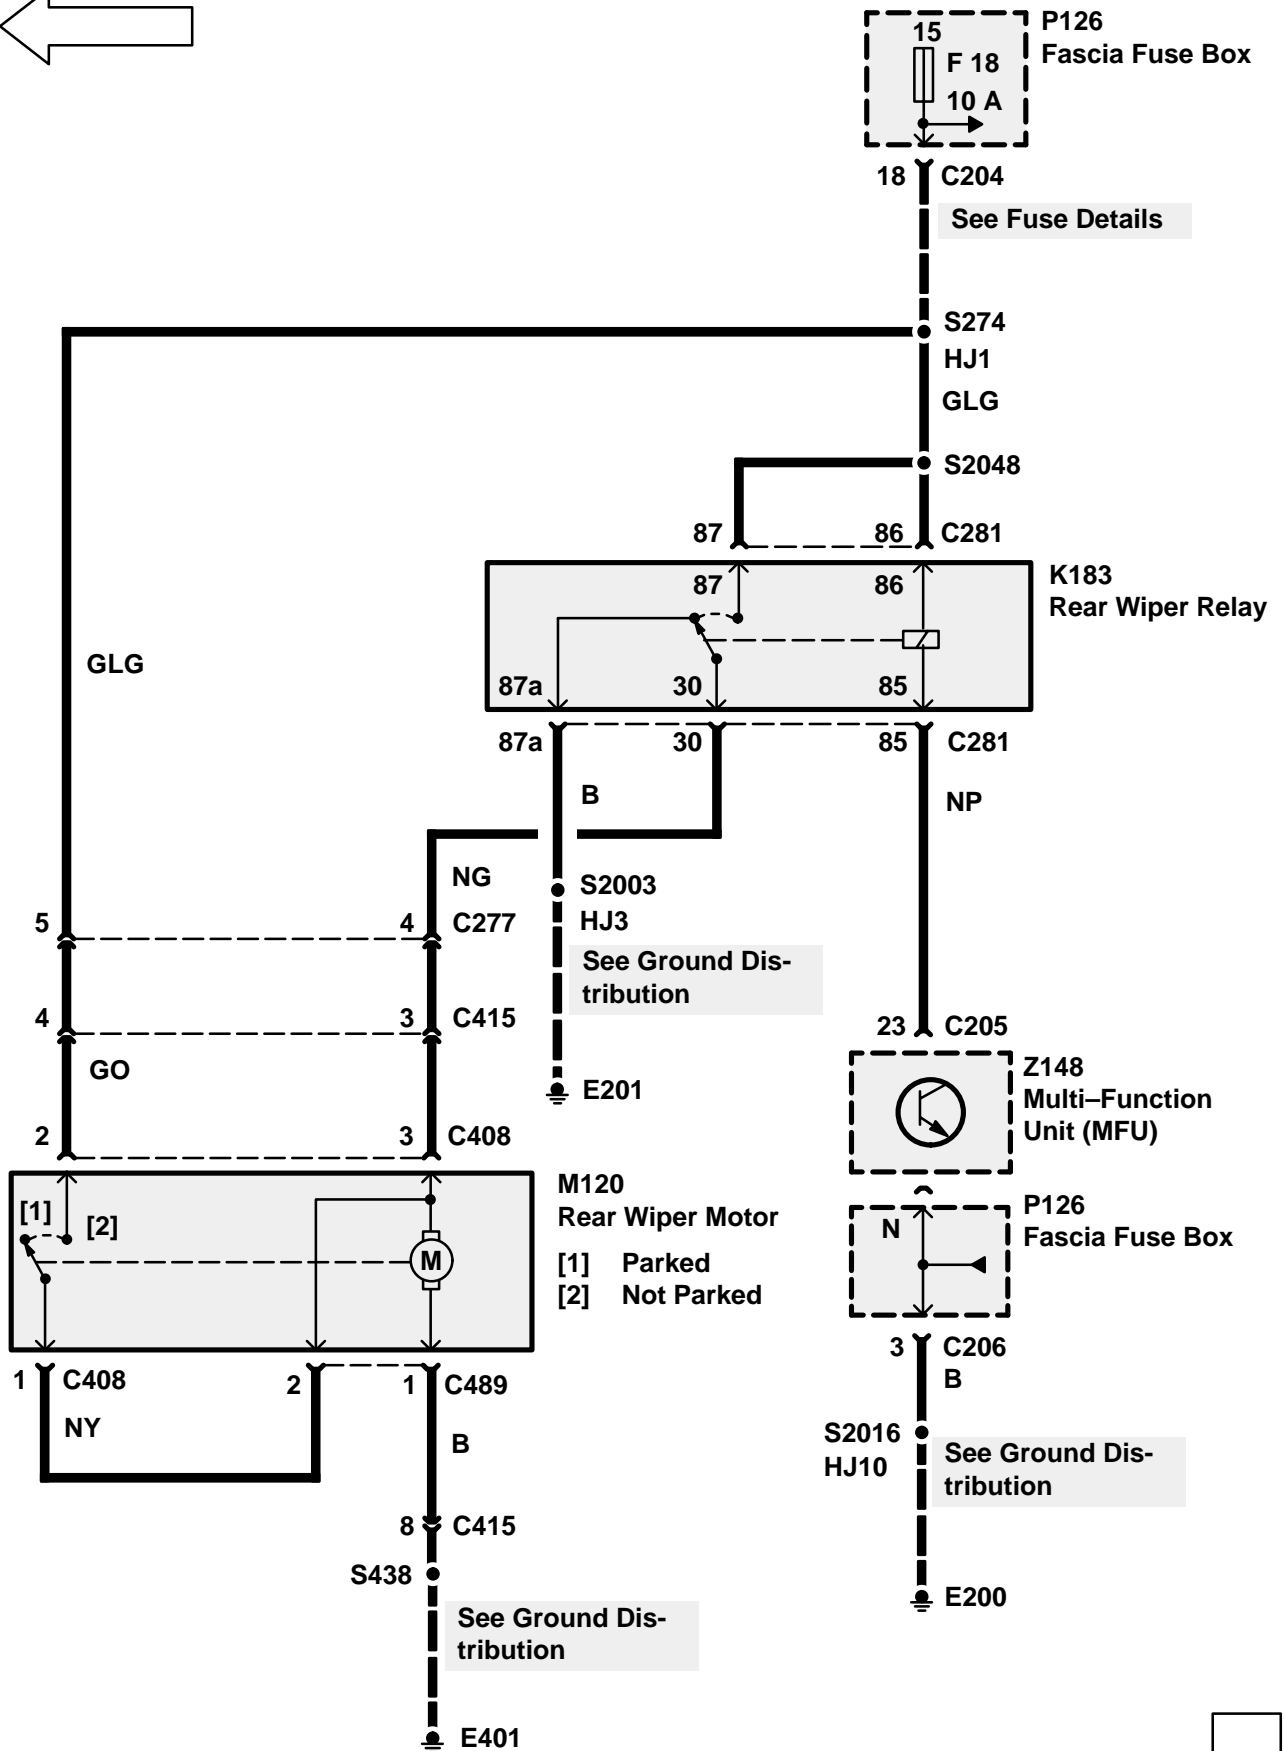 15
P126
Fascia Fuse Box
F 18
10 A
18 C204
See Fuse Details
S274
HJ1
GLG
S2048
87 86 C281
87 86
K183
Rear Wiper Relay
GLG
87a 30 85
87a 30 85 C281
B
NP
NG
S2003
HJ3
5 4 C277
See Ground Dis-
tribution
4 3 C415
23 C205
GO
E201
Z148
Multi–Function
Unit (MFU)
2 3 C408
[1]
[2]
M
M120
Rear Wiper Motor
[1] Parked
[2] Not Parked
N
P126
Fascia Fuse Box
3 C206
B
1 C408
2 1 C489
NY
B
S2016
HJ10
See Ground Dis-
tribution
8 C415
S438
E200
See Ground Dis-
tribution
E401